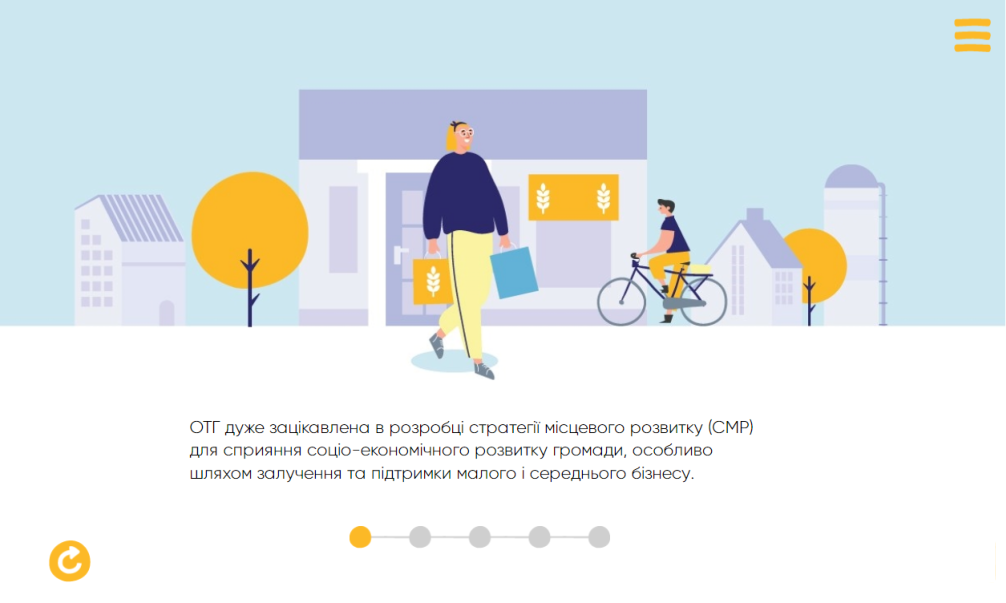 ОТГ дуже зацікавлена в розробці стратегії місцевого розвитку (СМР)
для сприяння соціо-економічного розвитку громади, особливо
шляхом залучення та підтримки малого і середнього бізнесу.